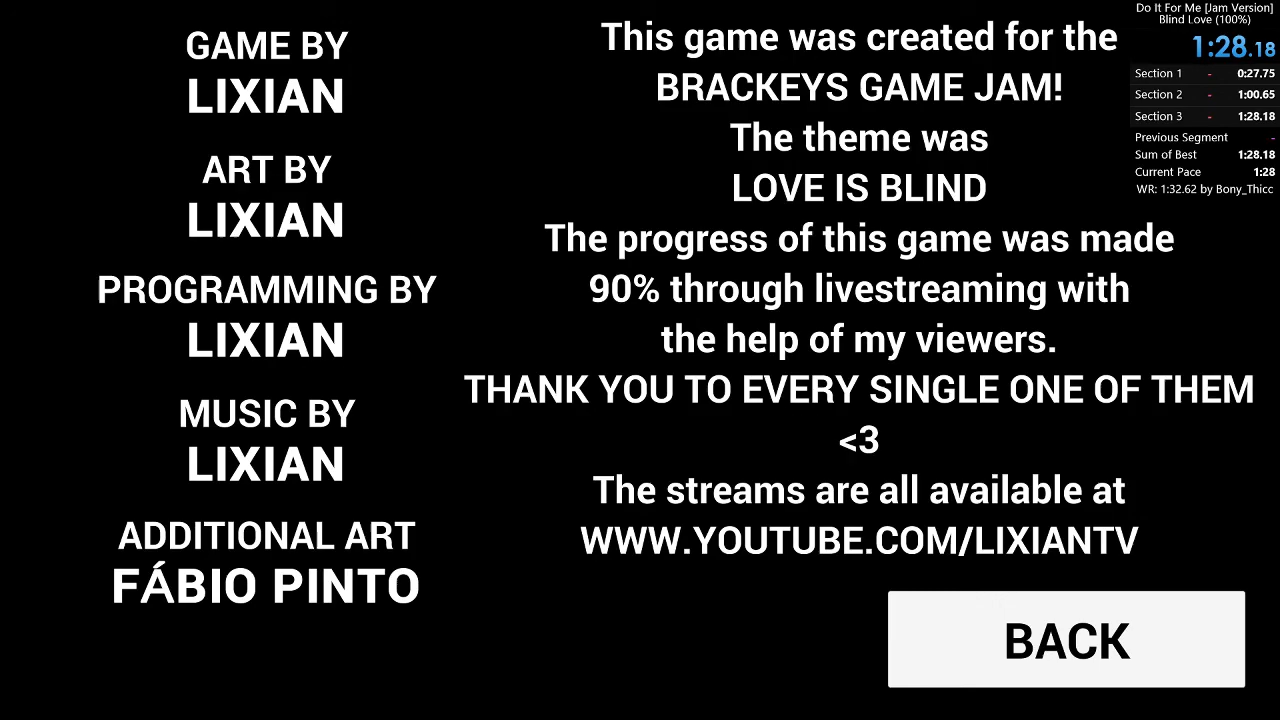 GAME BY
LIXIAN
ART BY
LIXIAN
PROGRAMMING BY
LIXIAN
MUSIC BY
LIXIAN
ADDITIONAL ART
FÁBIO PINTO
This game was created for the
BRACKEYS GAME JAM!
The theme was
LOVE IS BLIND
The progress of this game was made
90% through livestreaming with
the help of my viewers.
THANK YOU TO EVERY SINGLE ONE OF THEM
<3
The streams are all available at
WWW.YOUTUBE.COM/LIXIANTV
BACK
Do It For Me [Jam Version]
Blind Love (100%)
1:28.18
Section 1 - 0:27.75
Section 2 - 1:00.65
Section 3 - 1:28.18
Previous Segment -
Sum of Best 1:28.18
Current Pace 1:28
WR: 1:32.62 by Bony_Thicc